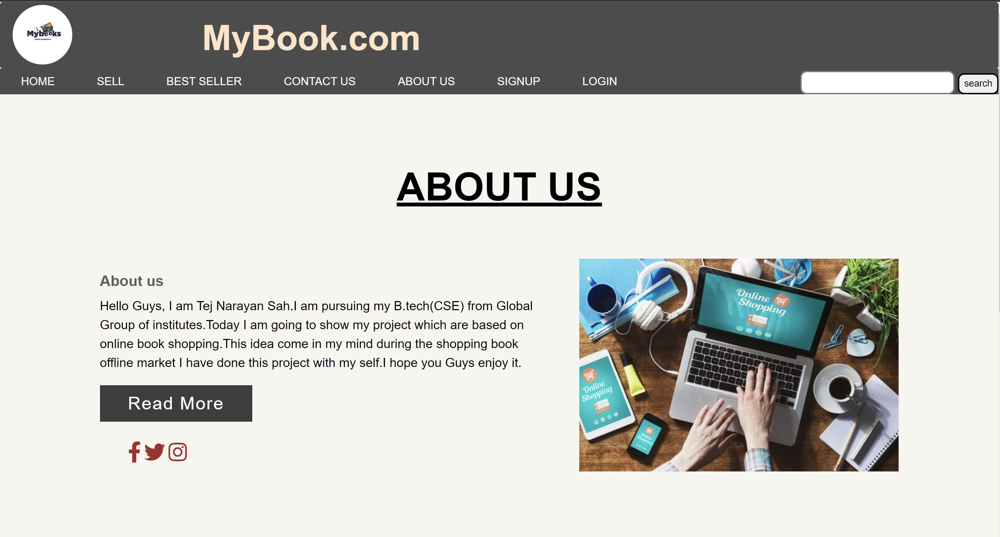 Mybooks
- online bookstore -
MyBook.com
HOME SELL BEST SELLER CONTACT US ABOUT US SIGNUP LOGIN search
ABOUT US
About us
Hello Guys, I am Tej Narayan Sah.I am pursuing my B.tech(CSE) from Global
Group of institutes.Today I am going to show my project which are based on
online book shopping.This idea come in my mind during the shopping book
offline market I have done this project with my self.I hope you Guys enjoy it.
Read More
Online
Shopping
Online
Shopping
Online
Shopping